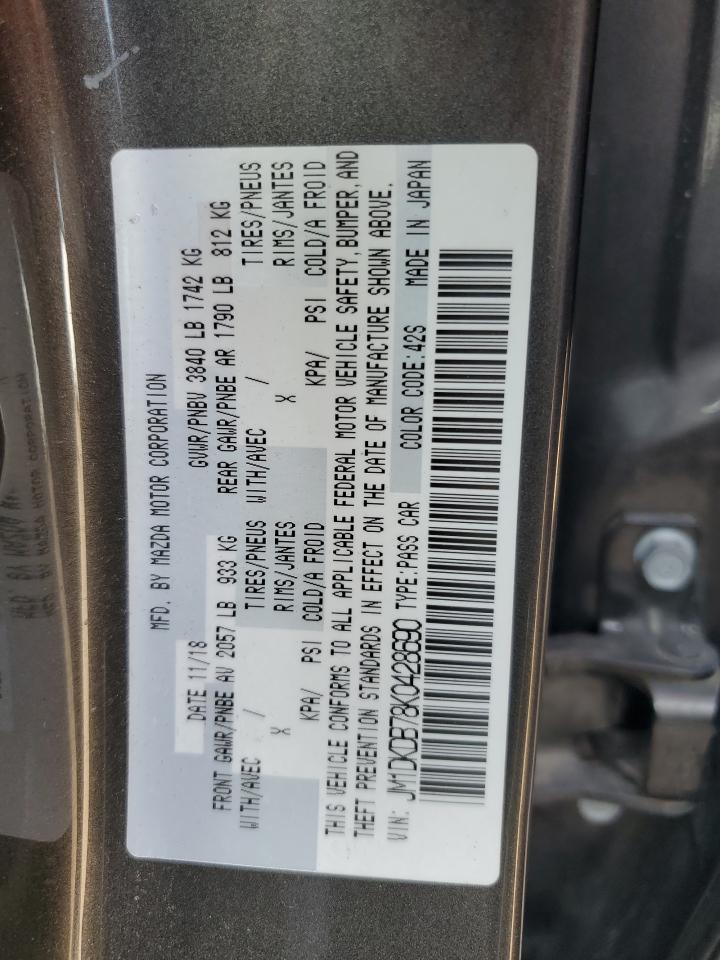 MFD. BY MAZDA MOTOR CORPORATION
DATE 11/18 GVWR/PNBV 3840 LB 1742 KG
FRONT GAWR/PNBE AV 2057 LB 933 KG REAR GAWR/PNBE AR 1790 LB 812 KG
WITH/AVEC / TIRES/PNEUS WITH/AVEC / TIRES/PNEUS
X RIMS/JANTES X RIMS/JANTES
KPA/ PSI COLD/A FROID KPA/ PSI COLD/A FROID
THIS VEHICLE CONFORMS TO ALL APPLICABLE FEDERAL MOTOR VEHICLE SAFETY, BUMPER, AND
THEFT PREVENTION STANDARDS IN EFFECT ON THE DATE OF MANUFACTURE SHOWN ABOVE.
VIN: JM1DKDB78K0428690 TYPE:PASS CAR COLOR CODE:42S MADE IN JAPAN